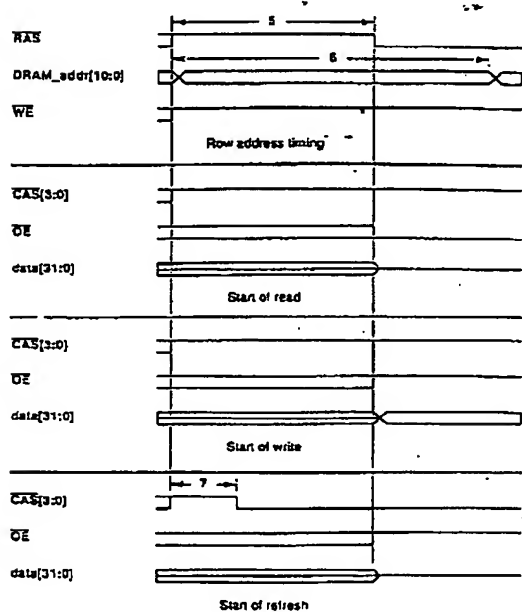 5
RAS
6
DRAM_addr[10:0]
WE
Row address timing
CAS[3:0]
OE
data[31:0]
Start of read
CAS[3:0]
OE
data[31:0]
Start of write
7
CAS[3:0]
OE
data[31:0]
Start of refresh